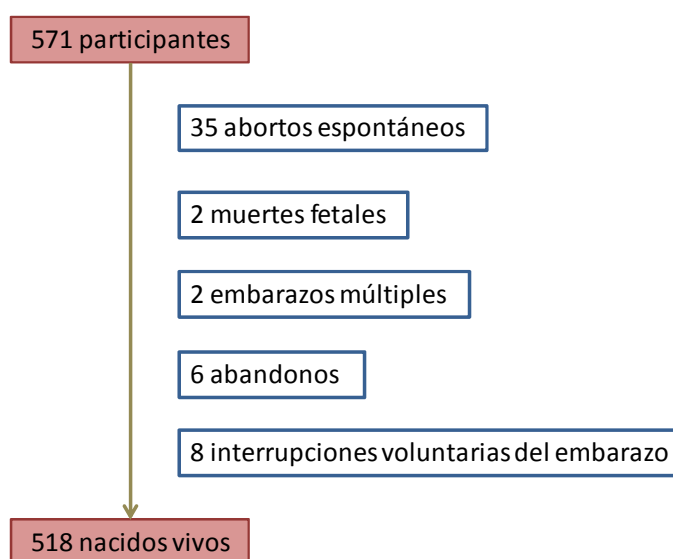 571 participantes
35 abortos espontáneos
2 muertes fetales
2 embarazos múltiples
6 abandonos
8 interrupciones voluntarias del embarazo
518 nacidos vivos